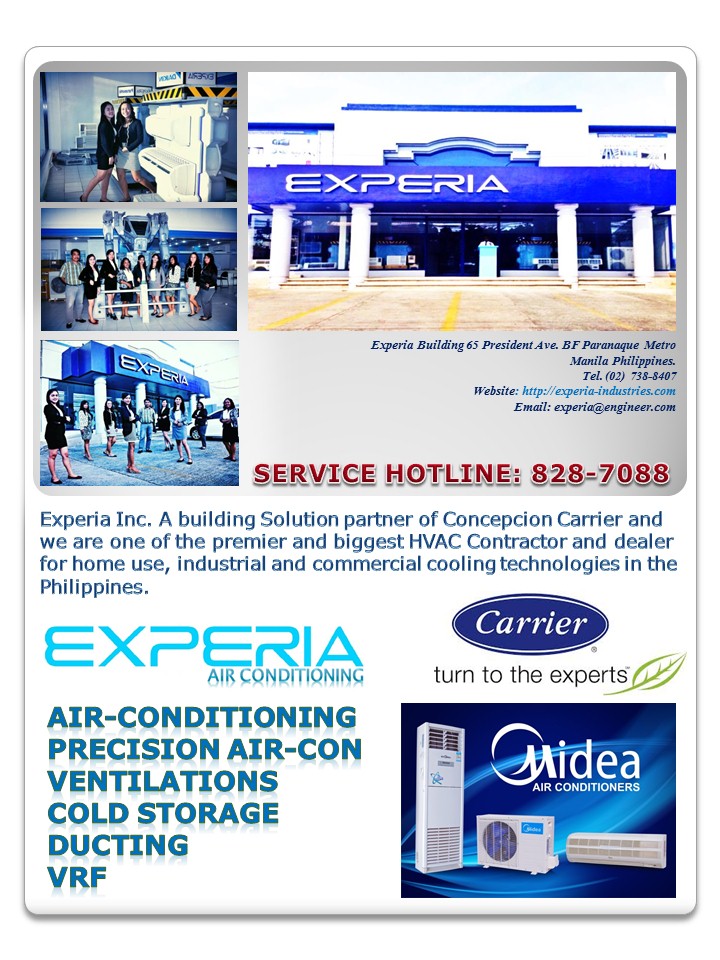 EXPERIA
EXPERIA
Experia Building 65 President Ave. BF Paranaque Metro
Manila Philippines.
Tel. (02) 738-8407
Website: http://experia-industries.com
Email: experia@engineer.com
SERVICE HOTLINE: 828-7088
Experia Inc. A building Solution partner of Concepcion Carrier and
we are one of the premier and biggest HVAC Contractor and dealer
for home use, industrial and commercial cooling technologies in the
Philippines.
EXPERIA
AIR CONDITIONING
Carrier
®
turn to the experts
AIR-CONDITIONING
PRECISION AIR-CON
VENTILATIONS
COLD STORAGE
DUCTING
VRF
Midea
AIR CONDITIONERS
Midea